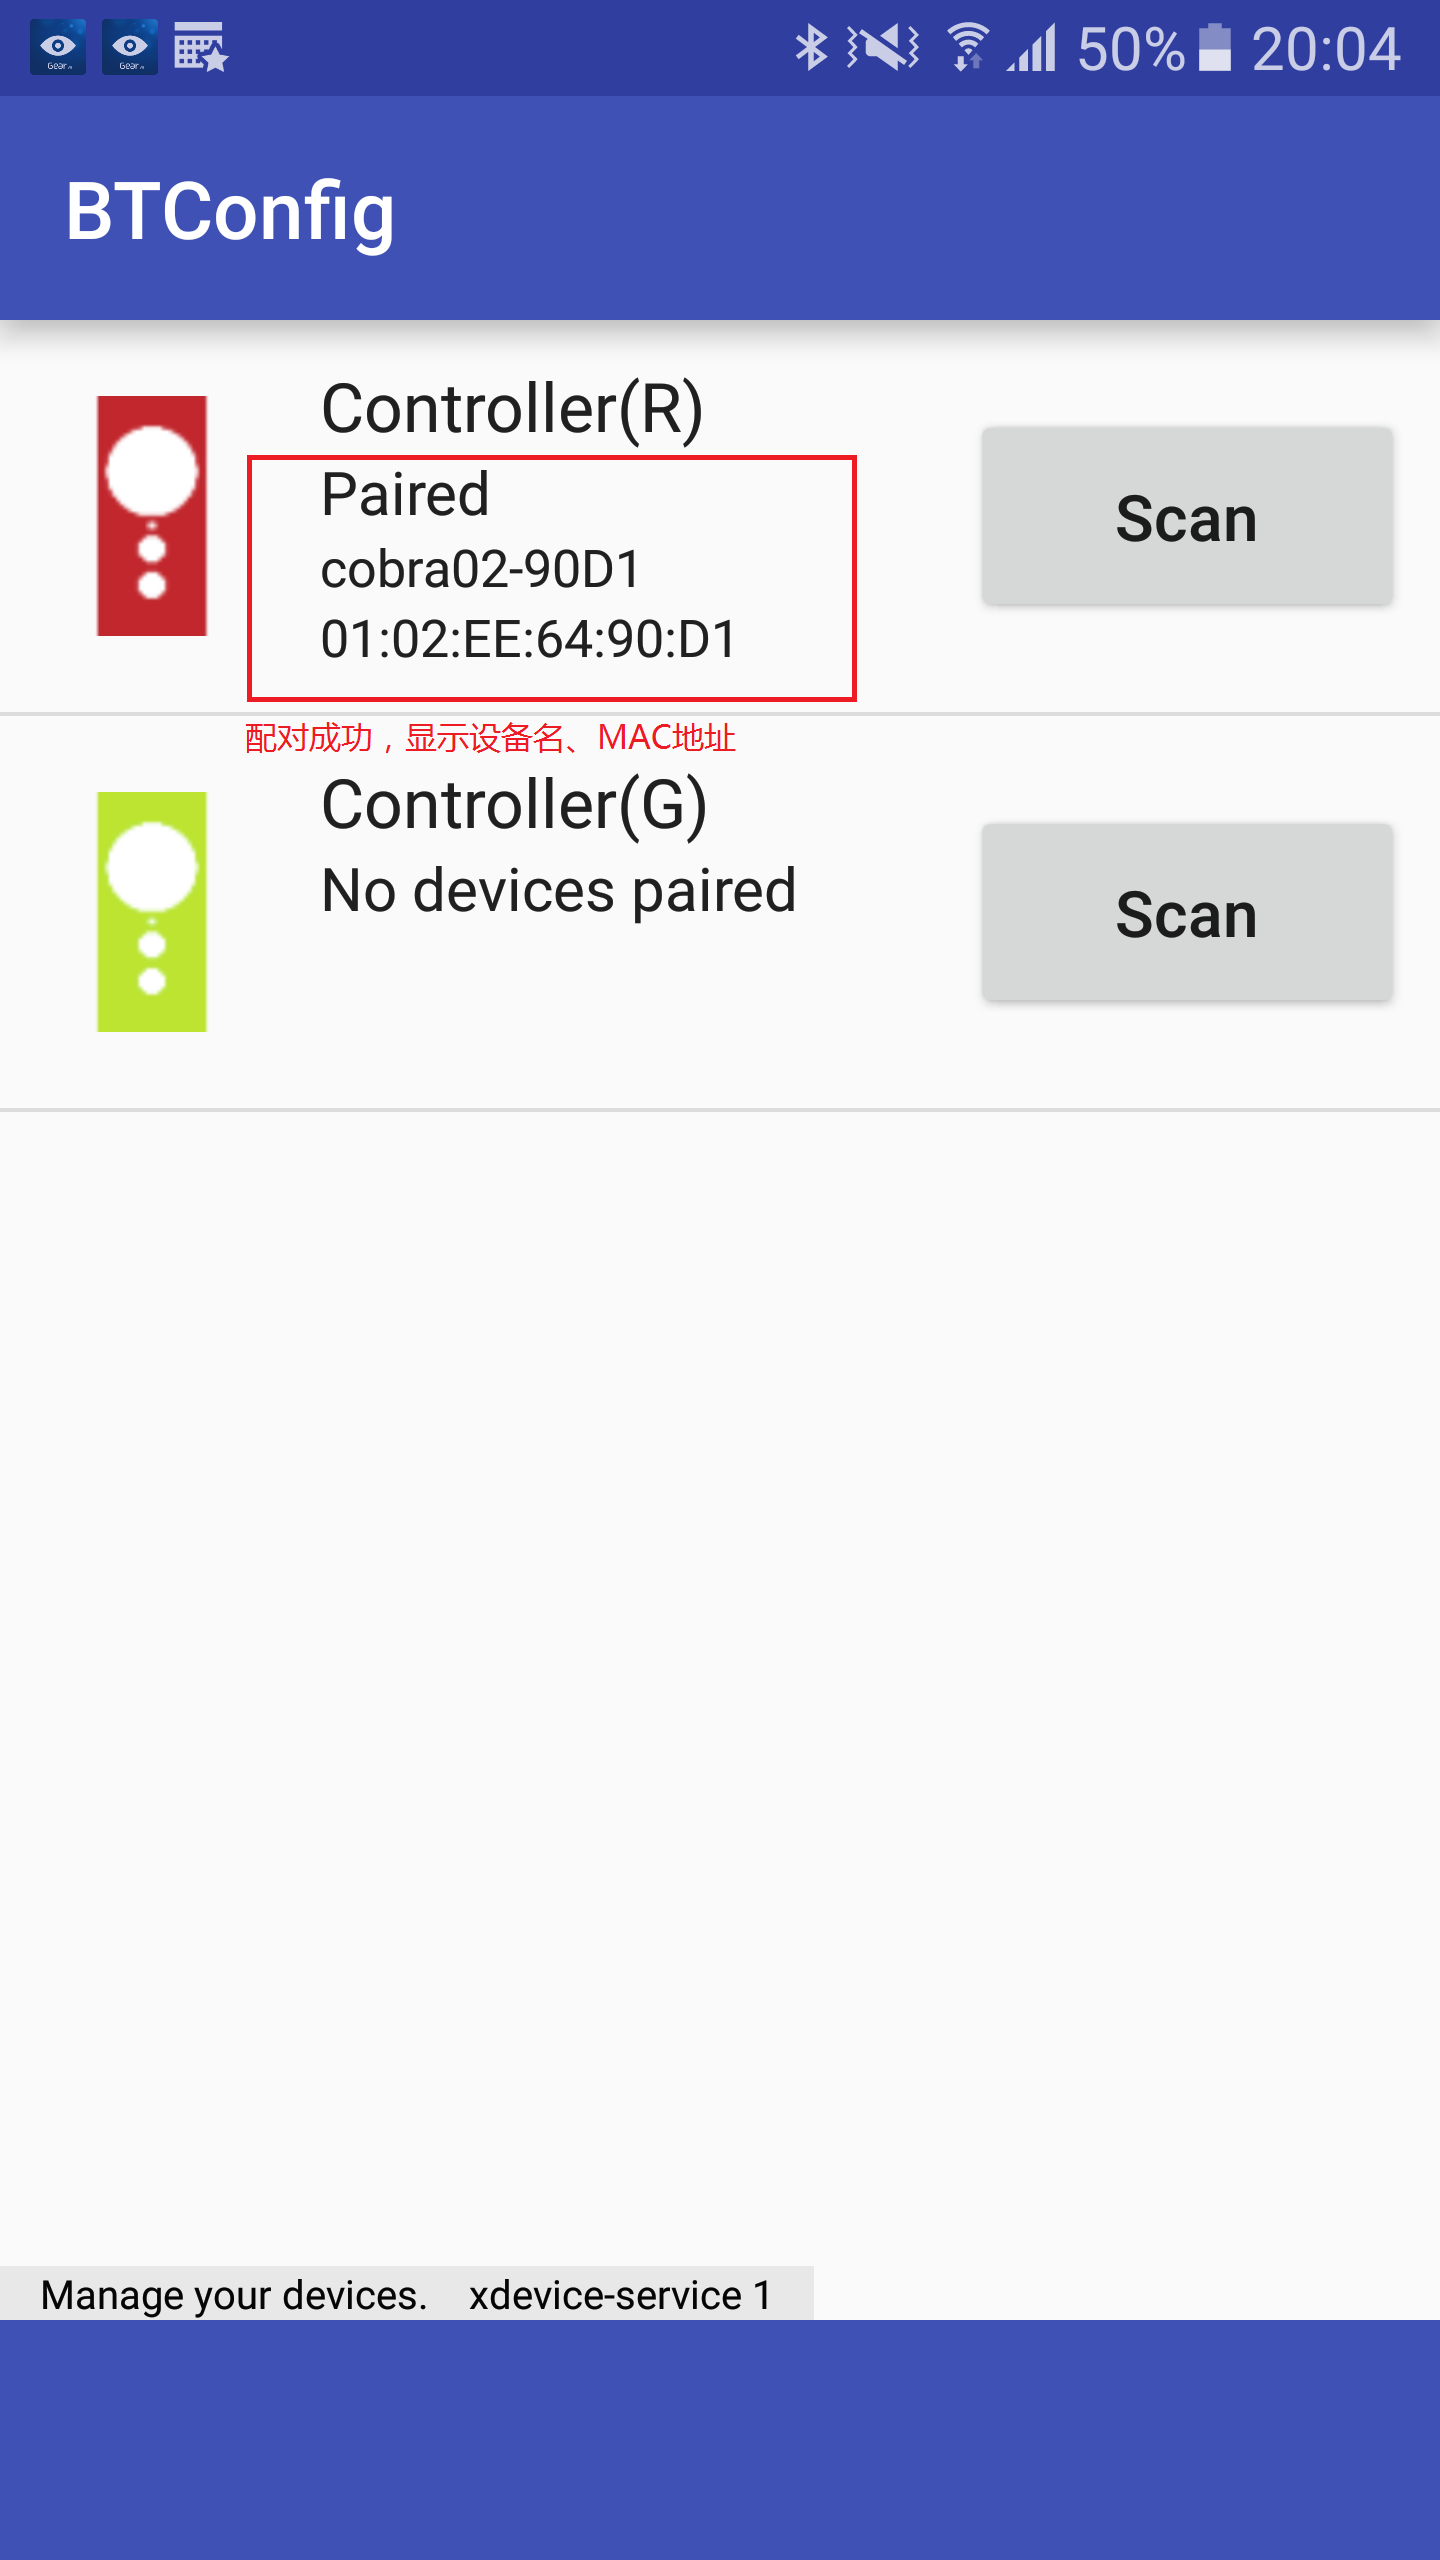 Gear
Gear
50% 20:04
BTConfig
Controller(R)
Paired
cobra02-90D1
01:02:EE:64:90:D1
Scan
配对成功，显示设备名、MAC地址
Controller(G)
No devices paired
Scan
Manage your devices. xdevice-service 1